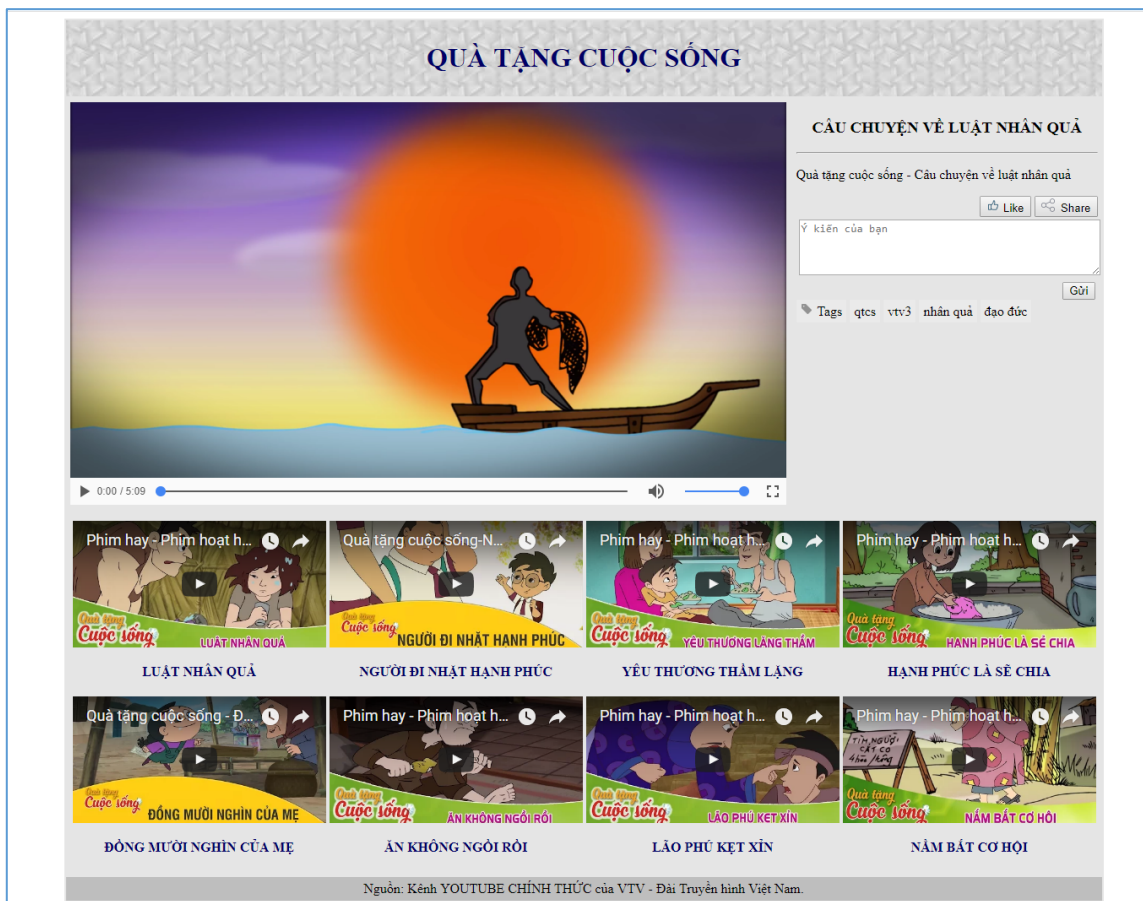 QUÀ TẶNG CUỘC SỐNG
CÂU CHUYỆN VỀ LUẬT NHÂN QUẢ
Quà tặng cuộc sống - Câu chuyện về luật nhân quả
Like Share
Ý kiến của bạn
Gửi
Tags qtcs vtv3 nhân quả đạo đức
0:00 / 5:09
Phim hay - Phim hoạt h...
Quà tặng Cuộc sống
LUẬT NHÂN QUẢ
LUẬT NHÂN QUẢ
Quà tặng cuộc sống-N...
Quà tặng Cuộc sống
NGƯỜI ĐI NHẶT HẠNH PHÚC
NGƯỜI ĐI NHẶT HẠNH PHÚC
Phim hay - Phim hoạt h...
Quà tặng Cuộc sống
YÊU THƯƠNG LẶNG THẦM
YÊU THƯƠNG THẦM LẶNG
Phim hay - Phim hoạt h...
Quà tặng Cuộc sống
HẠNH PHÚC LÀ SẺ CHIA
HẠNH PHÚC LÀ SẼ CHIA
Quà tặng cuộc sống - Đ...
Quà tặng Cuộc sống
ĐỒNG MƯỜI NGHÌN CỦA MẸ
ĐỒNG MƯỜI NGHÌN CỦA MẸ
Phim hay - Phim hoạt h...
Quà tặng Cuộc sống
ĂN KHÔNG NGỒI RỒI
ĂN KHÔNG NGỒI RỒI
Phim hay - Phim hoạt h...
Quà tặng Cuộc sống
LÃO PHÚ KẸT XỈN
LÃO PHÚ KẸT XỈN
Phim hay - Phim hoạt h...
TÌM NGƯỜI
CẮT CỎ
4hào /tháng
Quà tặng Cuộc sống
NẮM BẮT CƠ HỘI
NẮM BẮT CƠ HỘI
Nguồn: Kênh YOUTUBE CHÍNH THỨC của VTV - Đài Truyền hình Việt Nam.